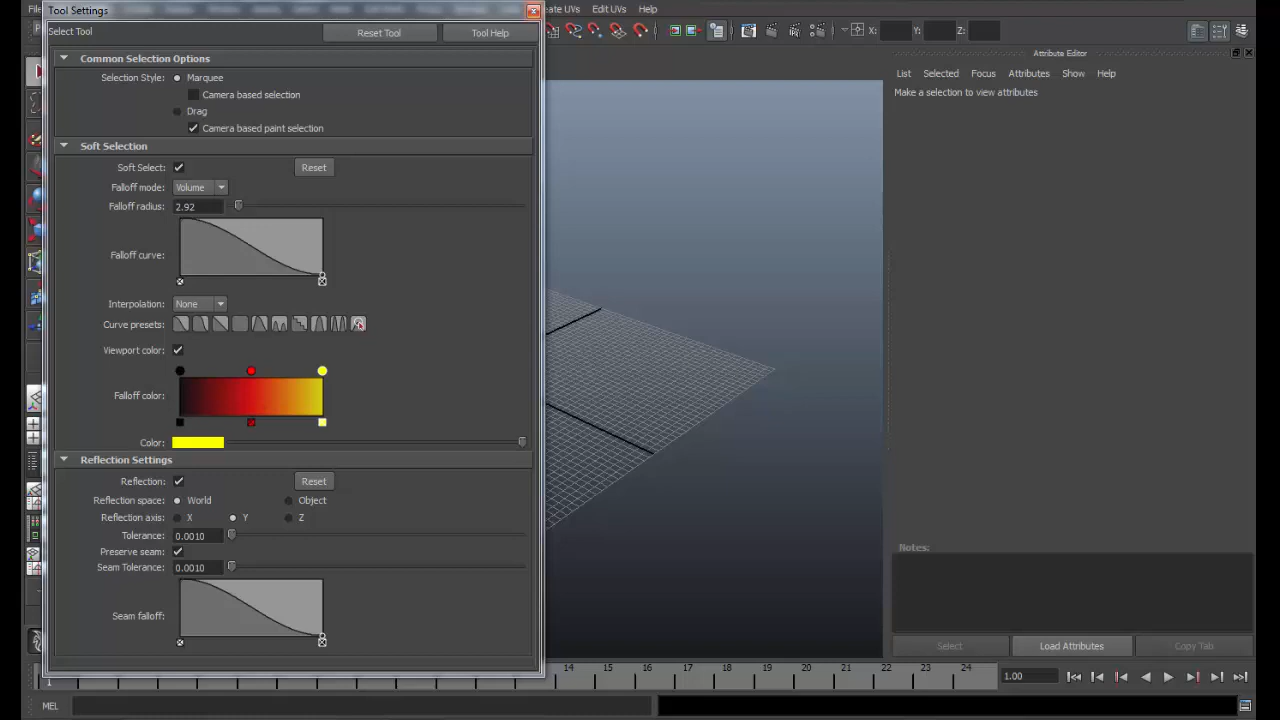 Tool Settings
File
Create UVs Edit UVs Help
Select Tool
Reset Tool
Tool Help
X: Y: Z:
Common Selection Options
Selection Style: Marquee
Camera based selection
Drag
Camera based paint selection
Soft Selection
Soft Select: Reset
Falloff mode: Volume
Falloff radius: 2.92
Falloff curve:
Interpolation: None
Curve presets:
Viewport color:
Falloff color:
Color:
Reflection Settings
Reflection: Reset
Reflection space: World Object
Reflection axis: X Y Z
Tolerance: 0.0010
Preserve seam:
Seam Tolerance: 0.0010
Seam falloff:
Attribute Editor
List Selected Focus Attributes Show Help
Make a selection to view attributes
Notes:
Select
Load Attributes
Copy Tab
1 14 15 16 17 18 19 20 21 22 23 24
1.00
MEL